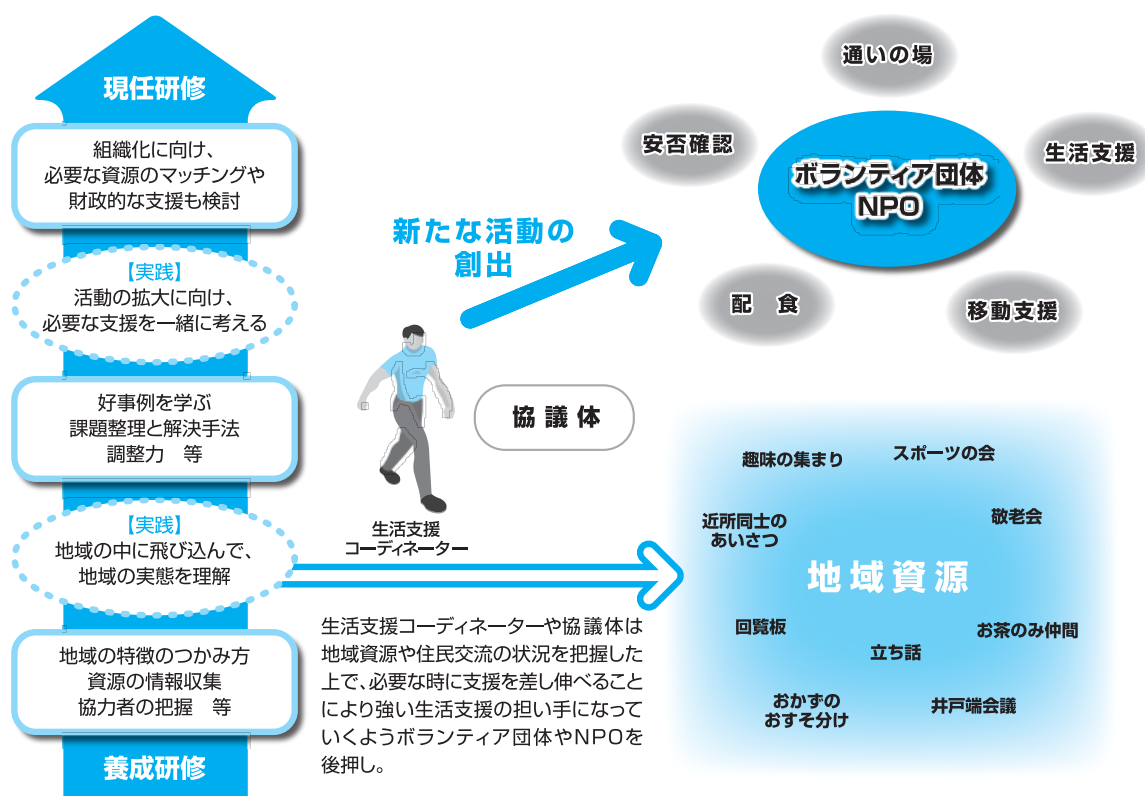 現任研修
組織化に向け、
必要な資源のマッチングや
財政的な支援も検討
【実践】
活動の拡大に向け、
必要な支援を一緒に考える
好事例を学ぶ
課題整理と解決手法
調整力　等
【実践】
地域の中に飛び込んで、
地域の実態を理解
地域の特徴のつかみ方
資源の情報収集
協力者の把握　等
養成研修
新たな活動の
創出
生活支援
コーディネーター
協議体
生活支援コーディネーターや協議体は
地域資源や住民交流の状況を把握した
上で、必要な時に支援を差し伸べること
により強い生活支援の担い手になって
いくようボランティア団体やNPOを
後押し。
通いの場
安否確認
生活支援
ボランティア団体
NPO
配　食
移動支援
趣味の集まり
スポーツの会
近所同士の
あいさつ
敬老会
地域資源
回覧板
お茶のみ仲間
立ち話
おかずの
おすそ分け
井戸端会議